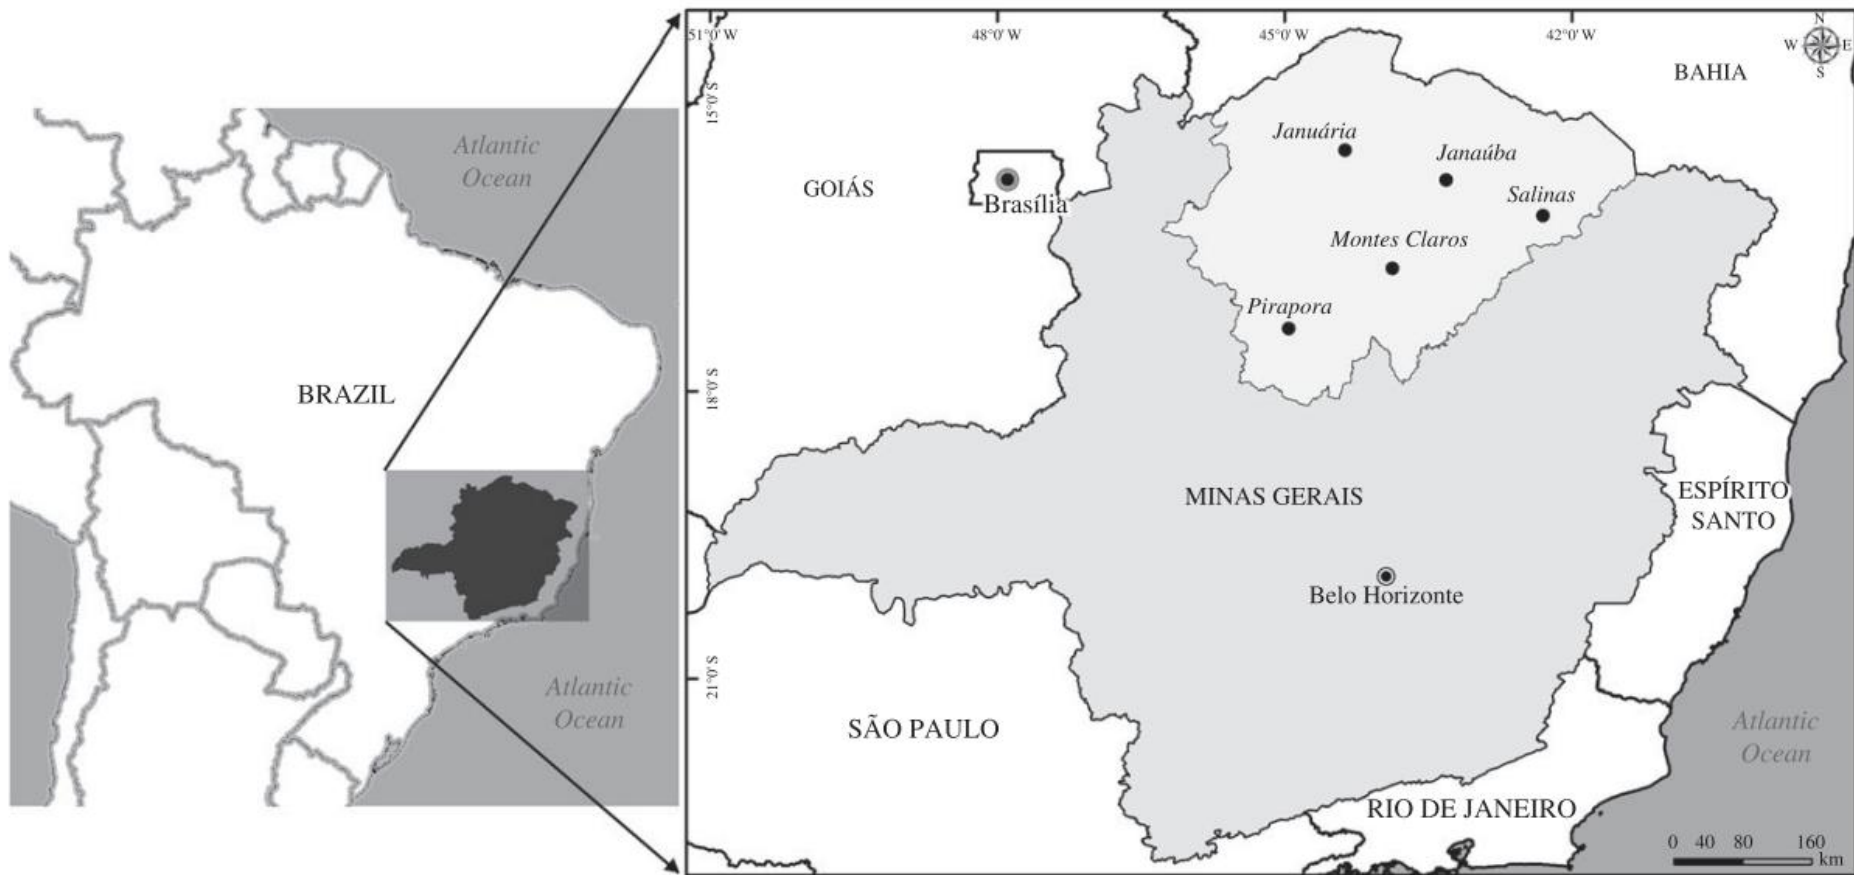 Atlantic
Ocean
BRAZIL
Atlantic
Ocean
51°0'W
48°0'W
45°0'W
42°0'W
N
W
E
S
BAHIA
15°0'S
Januária
Janaúba
GOIÁS
Brasília
Salinas
Montes Claros
Pirapora
18°0'S
MINAS GERAIS
ESPÍRITO
SANTO
Belo Horizonte
21°0'S
SÃO PAULO
Atlantic
Ocean
RIO DE JANEIRO
0 40 80 160
km